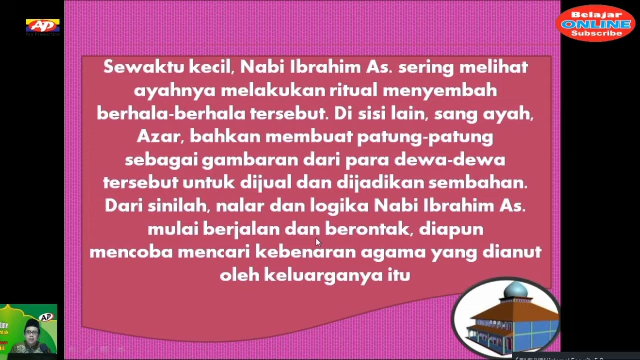 AP
Belajar
ONLINE
Subscribe
Sewaktu kecil, Nabi Ibrahim As. sering melihat
ayahnya melakukan ritual menyembah
berhala-berhala tersebut. Di sisi lain, sang ayah,
Azar, bahkan membuat patung-patung
sebagai gambaran dari para dewa-dewa
tersebut untuk dijual dan dijadikan sembahan.
Dari sinilah, nalar dan logika Nabi Ibrahim As.
mulai berjalan dan berontak, diapun
mencoba mencari kebenaran agama yang dianut
oleh keluarganya itu
AP